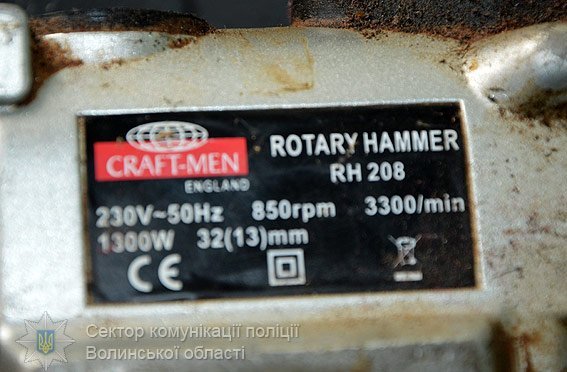 CRAFT-MEN
ENGLAND
ROTARY HAMMER
RH 208
230V~50Hz 850rpm 3300/min
1300W 32(13)mm
CE
Сектор комунікації поліції
Волинської області